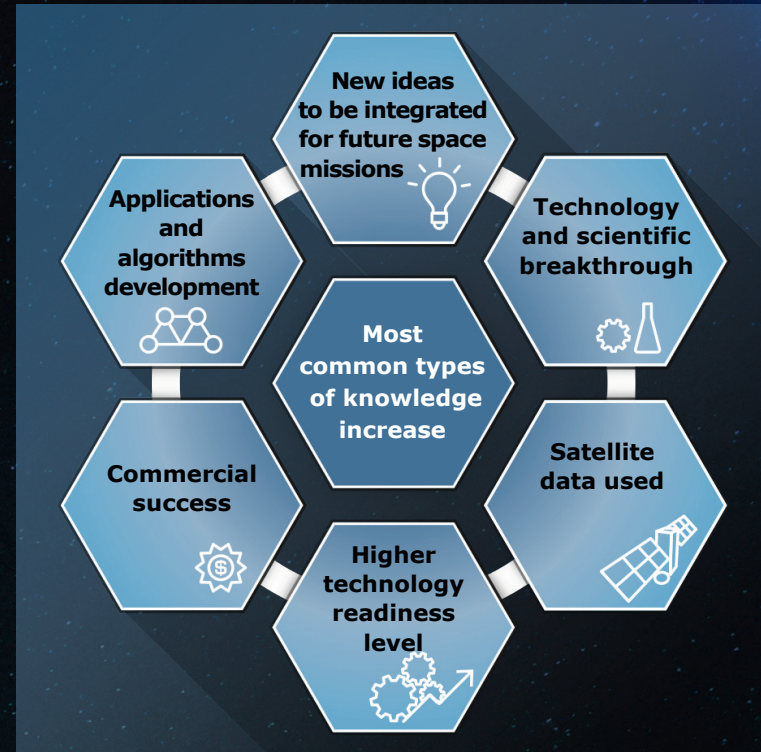 New ideas
to be integrated
for future space
missions
Technology
and scientific
breakthrough
Satellite
data used
Higher
technology
readiness
level
Commercial
success
$
Applications
and
algorithms
development
Most
common types
of knowledge
increase